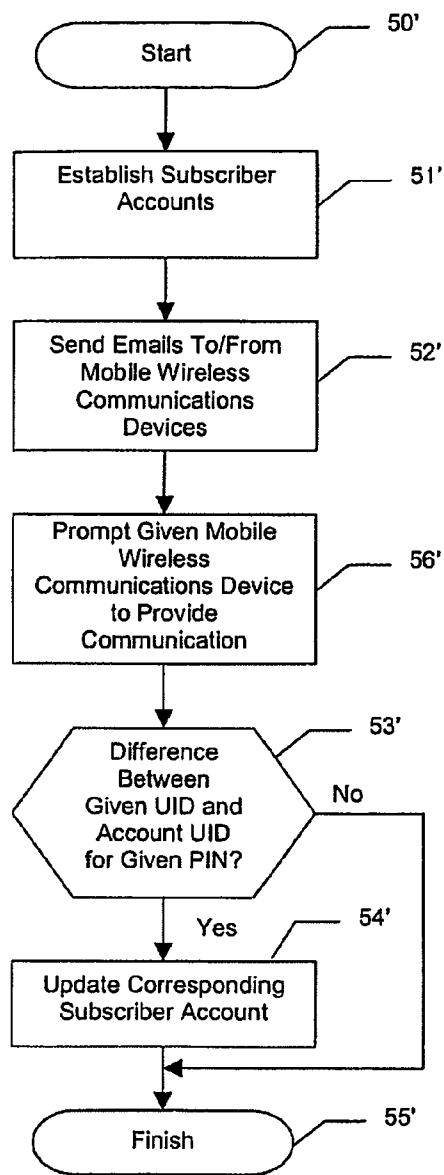 Start
50'
Establish Subscriber
Accounts
51'
Send Emails To/From
Mobile Wireless
Communications
Devices
52'
Prompt Given Mobile
Wireless
Communications Device
to Provide
Communication
56'
Difference
Between
Given UID and
Account UID
for Given PIN?
53'
No
Yes
Update Corresponding
Subscriber Account
54'
Finish
55'